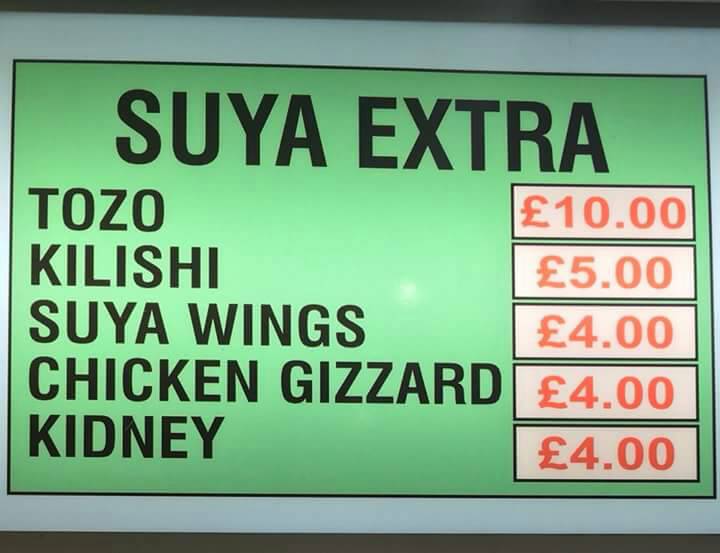 SUYA EXTRA
TOZO £10.00
KILISHI £5.00
SUYA WINGS £4.00
CHICKEN GIZZARD £4.00
KIDNEY £4.00